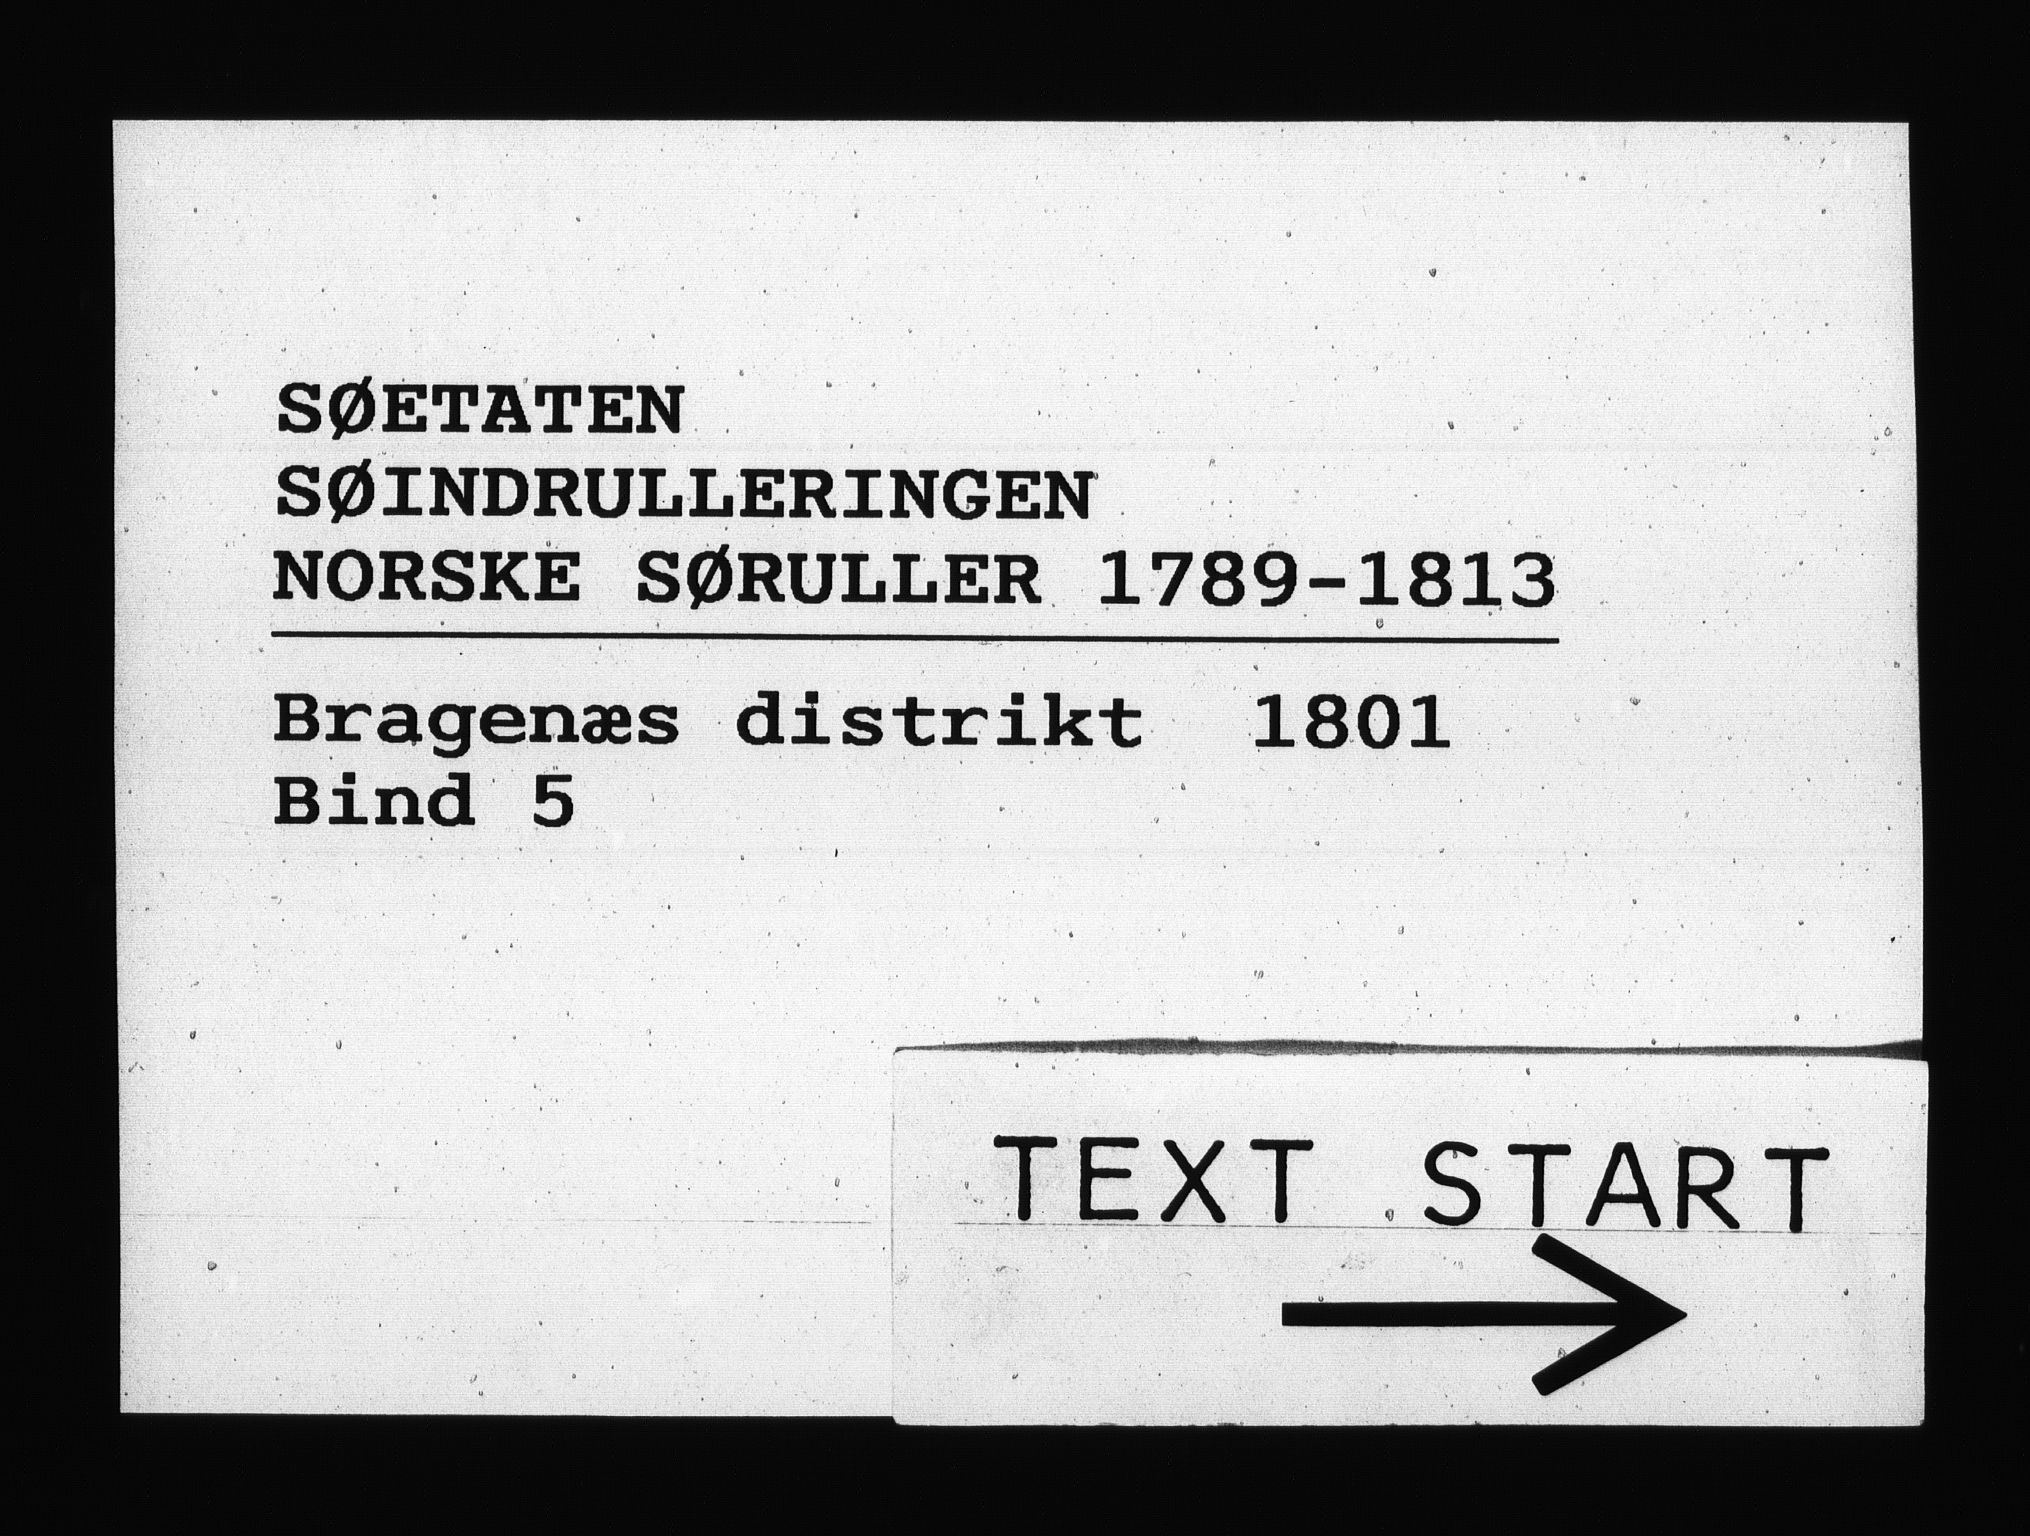 SØETATEN
SØINDRULLERINGEN
NORSKE SØRULLER 1789-1813
Bragenæs distrikt 1801
Bind 5
TEXT START